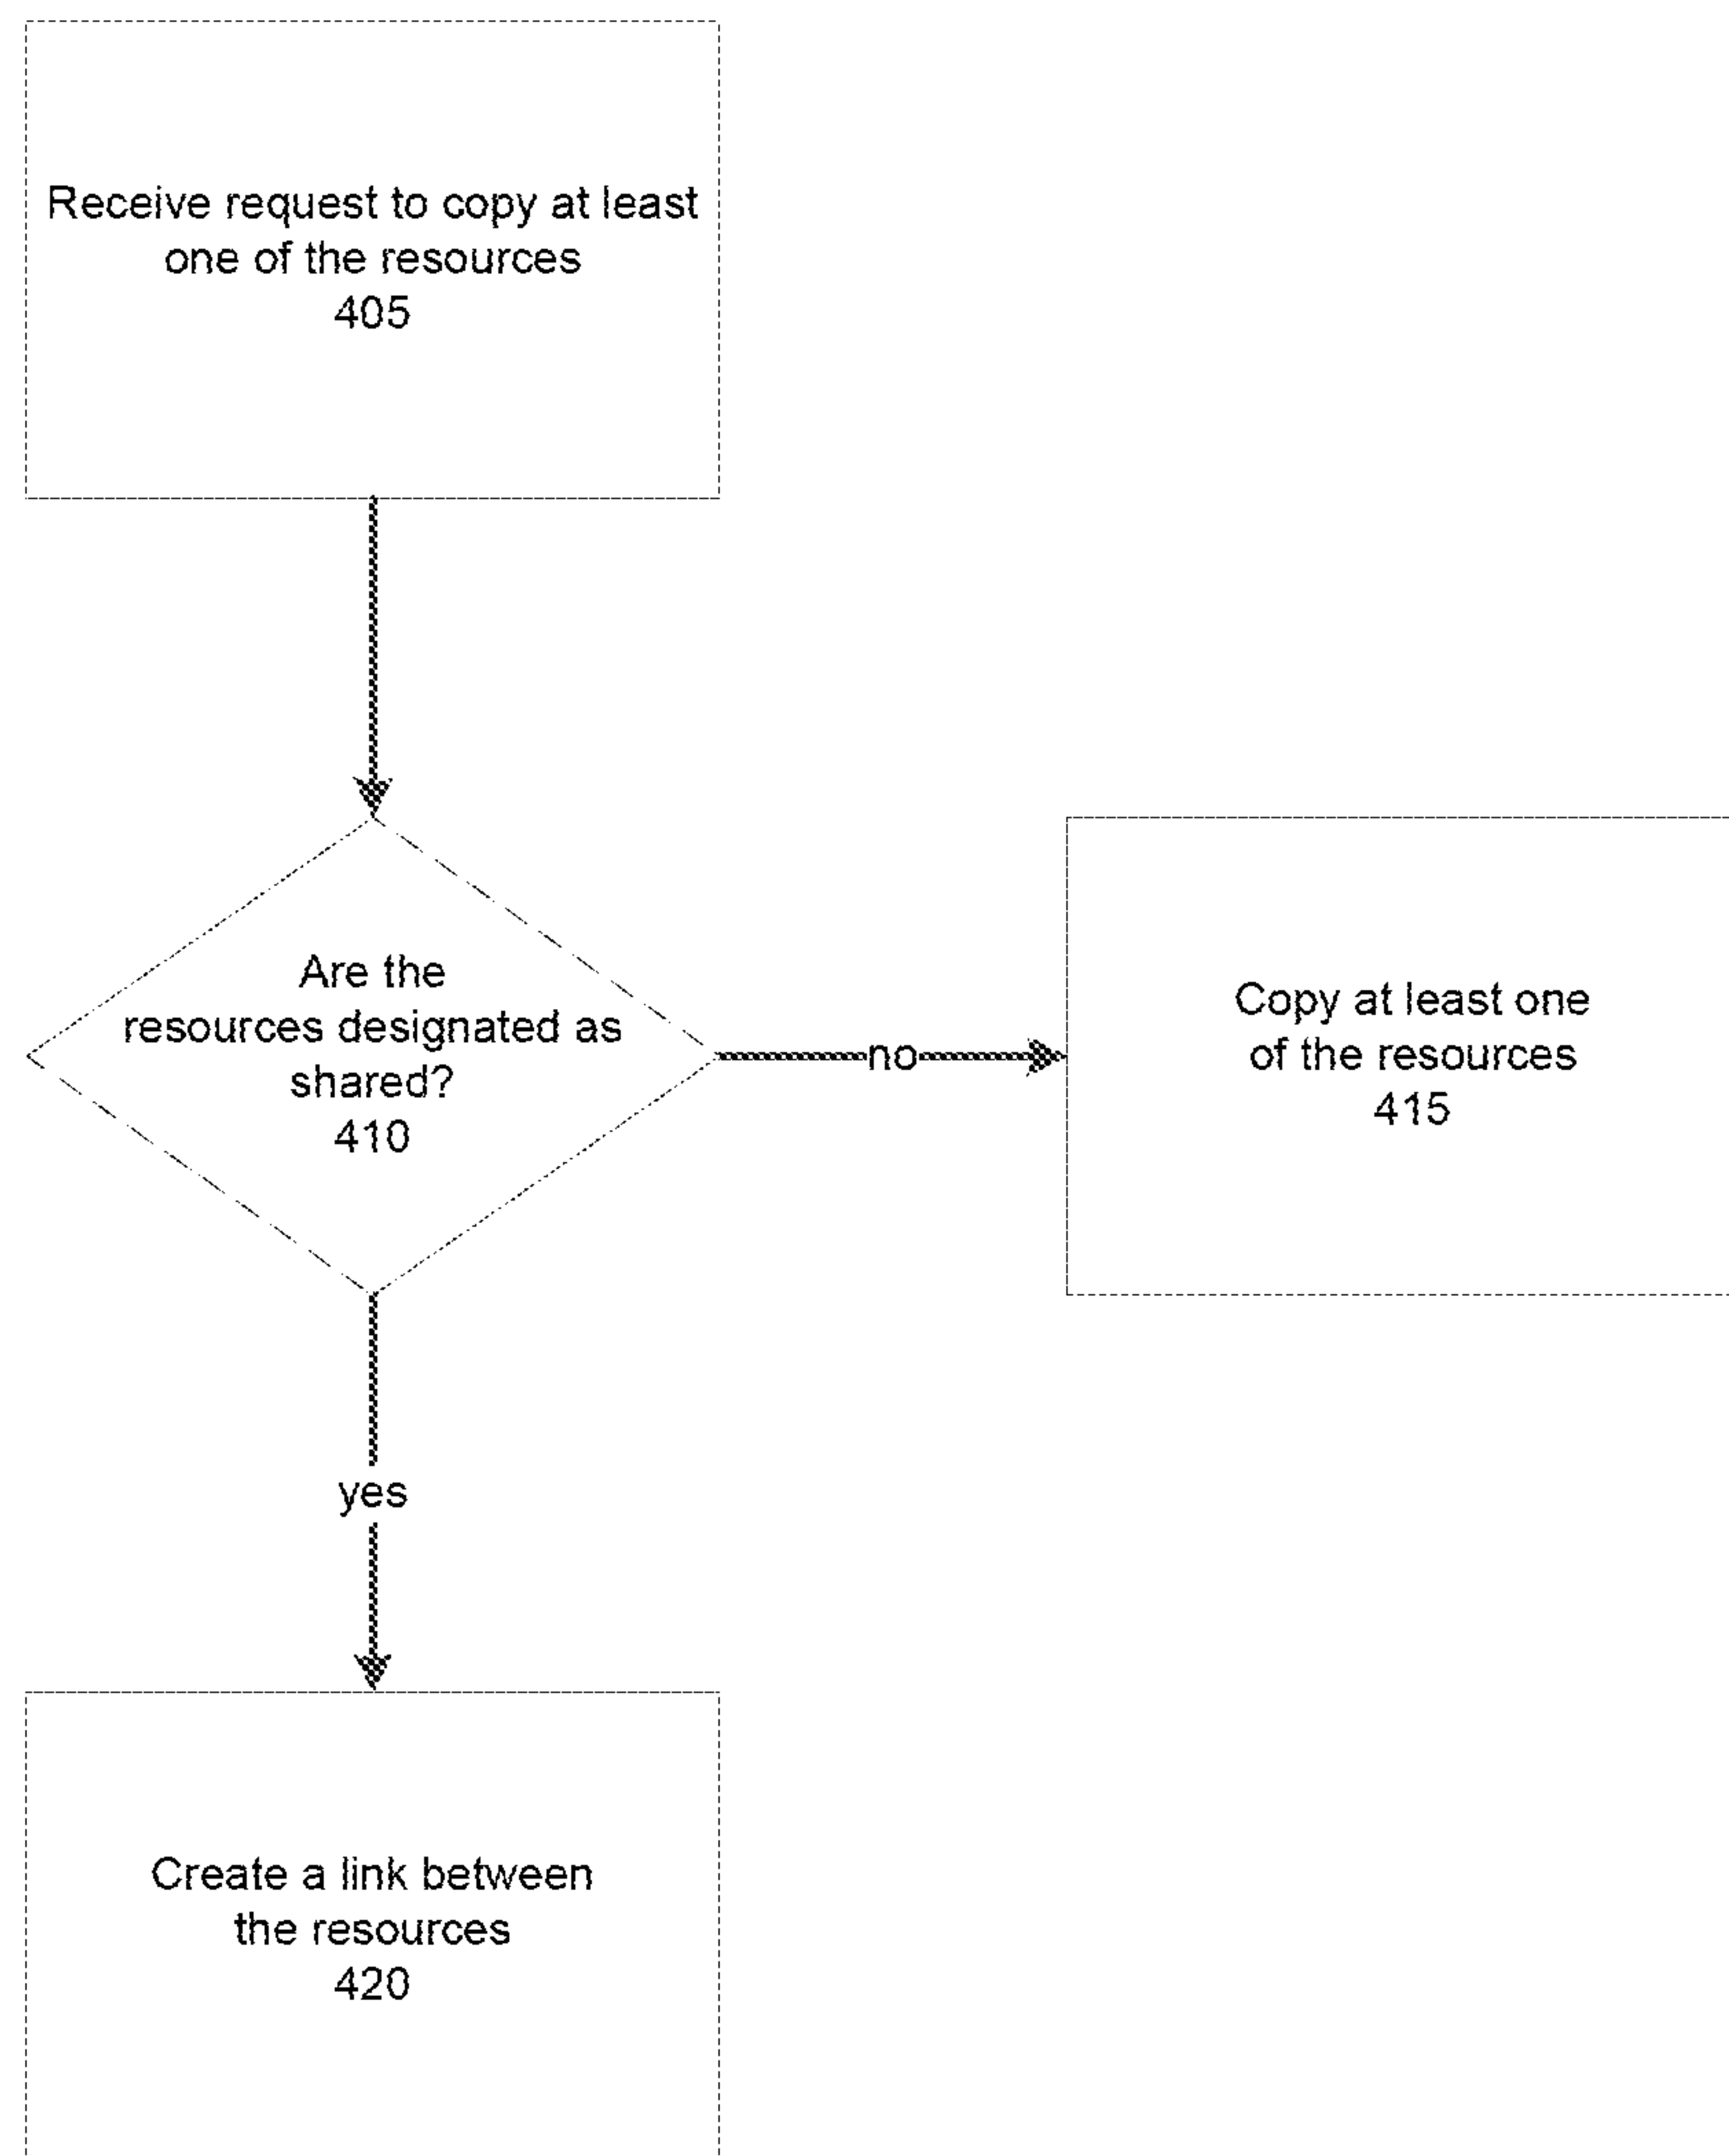 Receive request to copy at least
one of the resources
405
Are the
resources designated as
shared?
410
no
Copy at least one
of the resources
415
yes
Create a link between
the resources
420